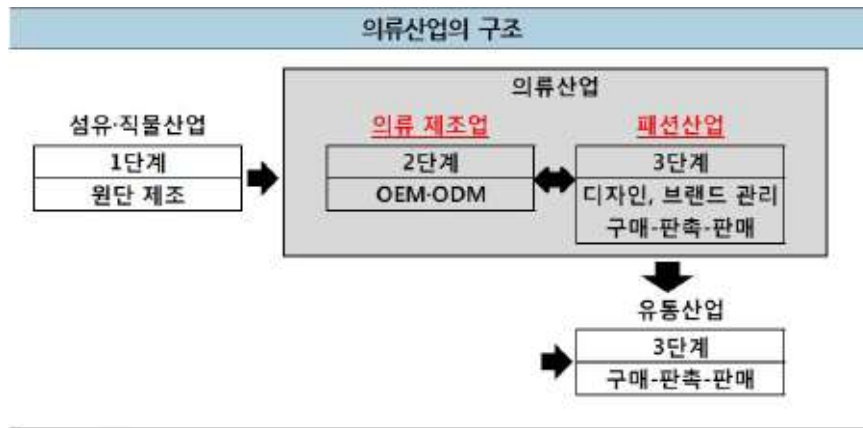 의류산업의 구조
의류산업
섬유·직물산업
1단계
원단 제조
의류 제조업
2단계
OEM·ODM
패션산업
3단계
디자인, 브랜드 관리
구매-판촉-판매
유통산업
3단계
구매-판촉-판매